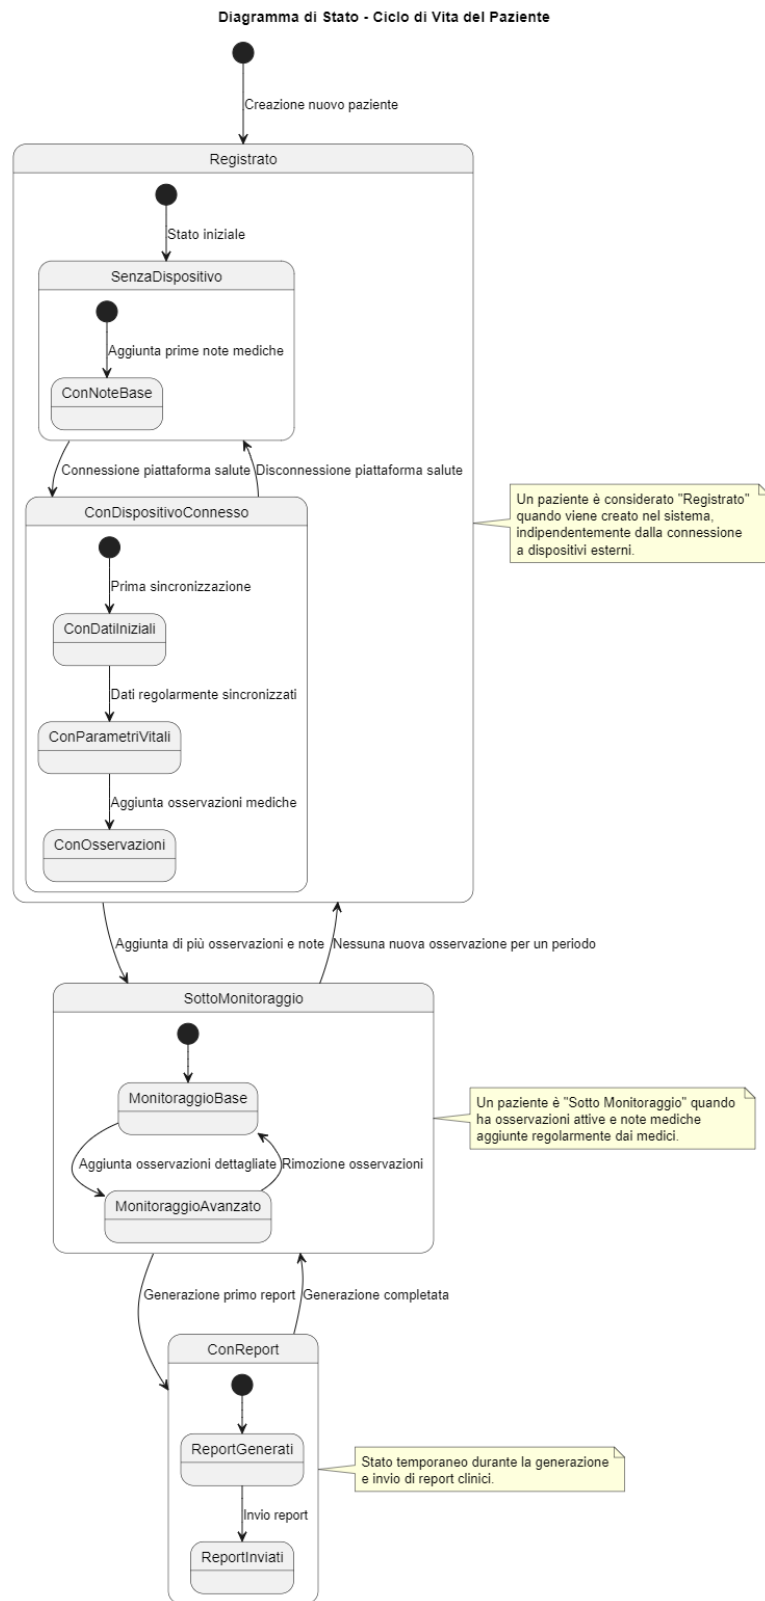 Diagramma di Stato - Ciclo di Vita del Paziente
Creazione nuovo paziente
Registrato
Stato iniziale
SenzaDispositivo
Aggiunta prime note mediche
ConNoteBase
Connessione piattaforma salute
Disconnessione piattaforma salute
ConDispositivoConnesso
Un paziente è considerato "Registrato"
quando viene creato nel sistema,
indipendentemente dalla connessione
a dispositivi esterni.
Prima sincronizzazione
ConDatiIniziali
Dati regolarmente sincronizzati
ConParametriVitali
Aggiunta osservazioni mediche
ConOsservazioni
Aggiunta di più osservazioni e note
Nessuna nuova osservazione per un periodo
SottoMonitoraggio
MonitoraggioBase
Un paziente è "Sotto Monitoraggio" quando
ha osservazioni attive e note mediche
aggiunte regolarmente dai medici.
Aggiunta osservazioni dettagliate
Rimozione osservazioni
MonitoraggioAvanzato
Generazione primo report
Generazione completata
ConReport
ReportGenerati
Stato temporaneo durante la generazione
e invio di report clinici.
Invio report
ReportInviati